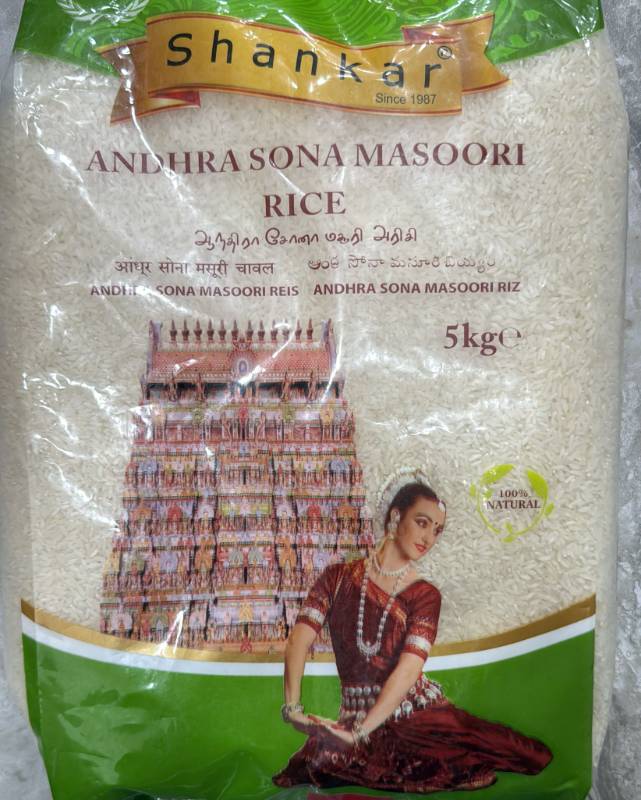 Shankar
Since 1987
ANDHRA SONA MASOORI
RICE
ஆந்திரா சோனா மசூரி அரிசி
आंध्र सोना मसूरी चावल ఆంధ్ర సోనా మసూరి బియ్యం
ANDHRA SONA MASOORI REIS ANDHRA SONA MASOORI RIZ
5kg℮
100%
NATURAL